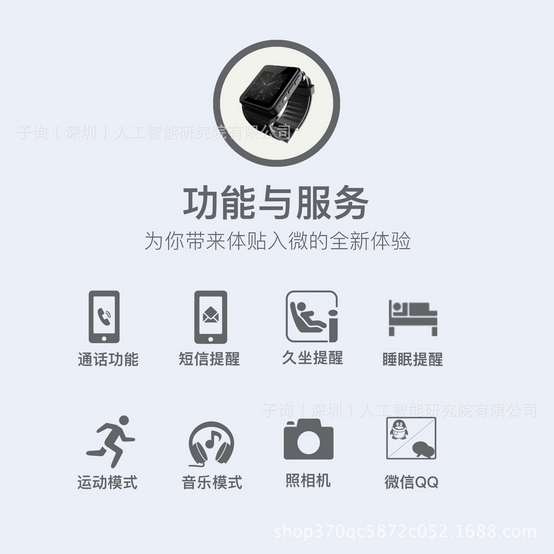 子询（深圳）人工智能研究院有限公司
功能与服务
为你带来体贴入微的全新体验
通话功能
短信提醒
久坐提醒
睡眠提醒
子询（深圳）人工智能研究院有限公司
运动模式
音乐模式
照相机
微信QQ
shop370qc5872c052.1688.com